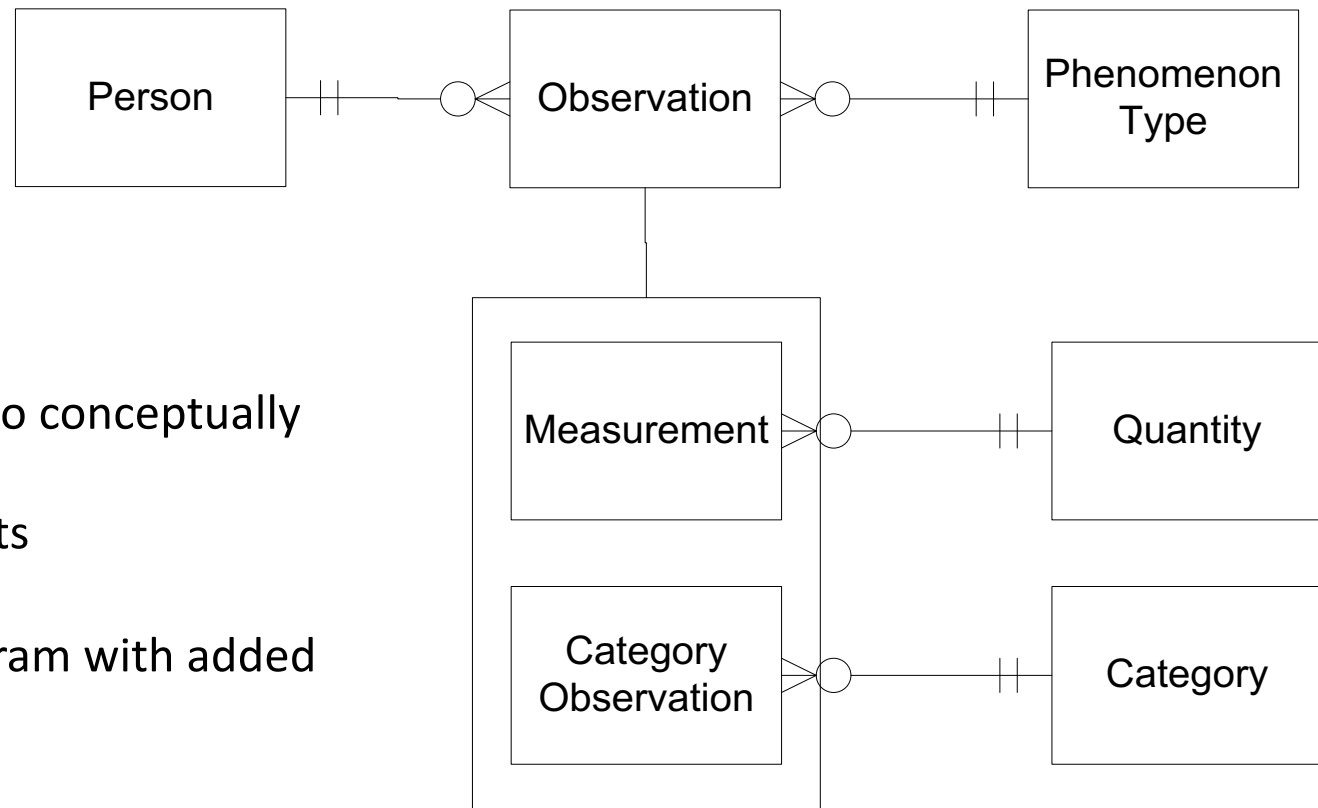 Person
Observation
Phenomenon
Type
o conceptually
Measurement
Quantity
ts
ram with added
Category
Observation
Category